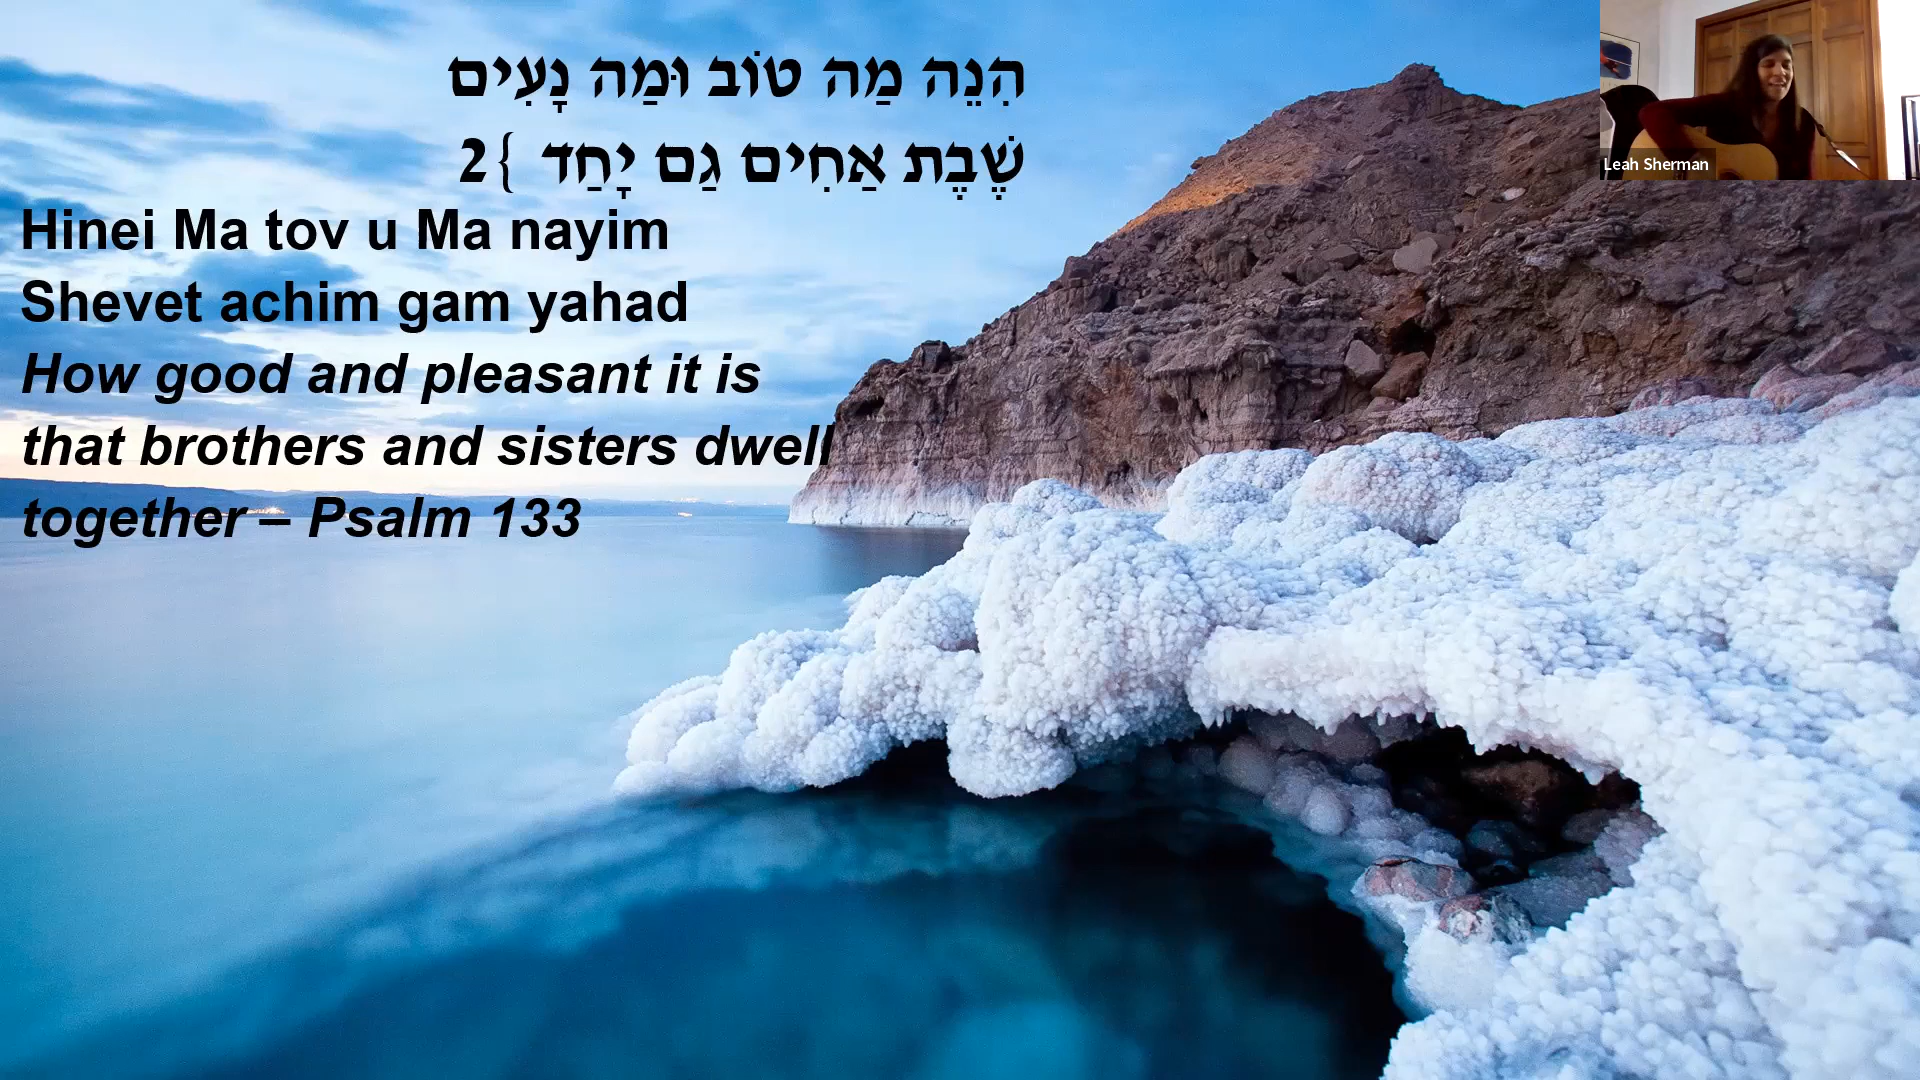 הִנֵה מַה טוֹב וּמַה נָעִים
שֶׁבֶת אַחִים גַם יָחַד {2
Hinei Ma tov u Ma nayim
Shevet achim gam yahad
How good and pleasant it is
that brothers and sisters dwell
together – Psalm 133
Leah Sherman